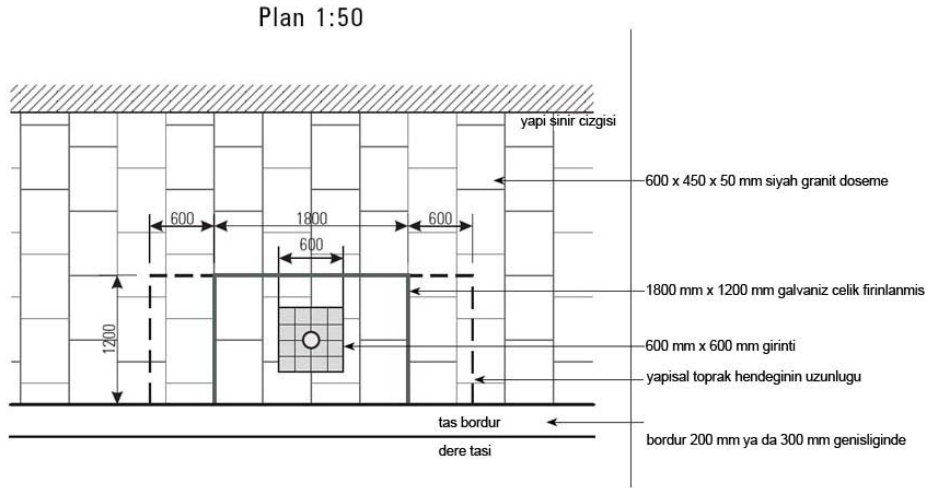 Plan 1:50
yapi sinir cizgisi
600 x 450 x 50 mm siyah granit doseme
600
1800
600
600
1800 mm x 1200 mm galvaniz celik firinlanmis
1200
600 mm x 600 mm girinti
yapisal toprak hendeginin uzunlugu
tas bordur
bordur 200 mm ya da 300 mm genisliginde
dere tasi